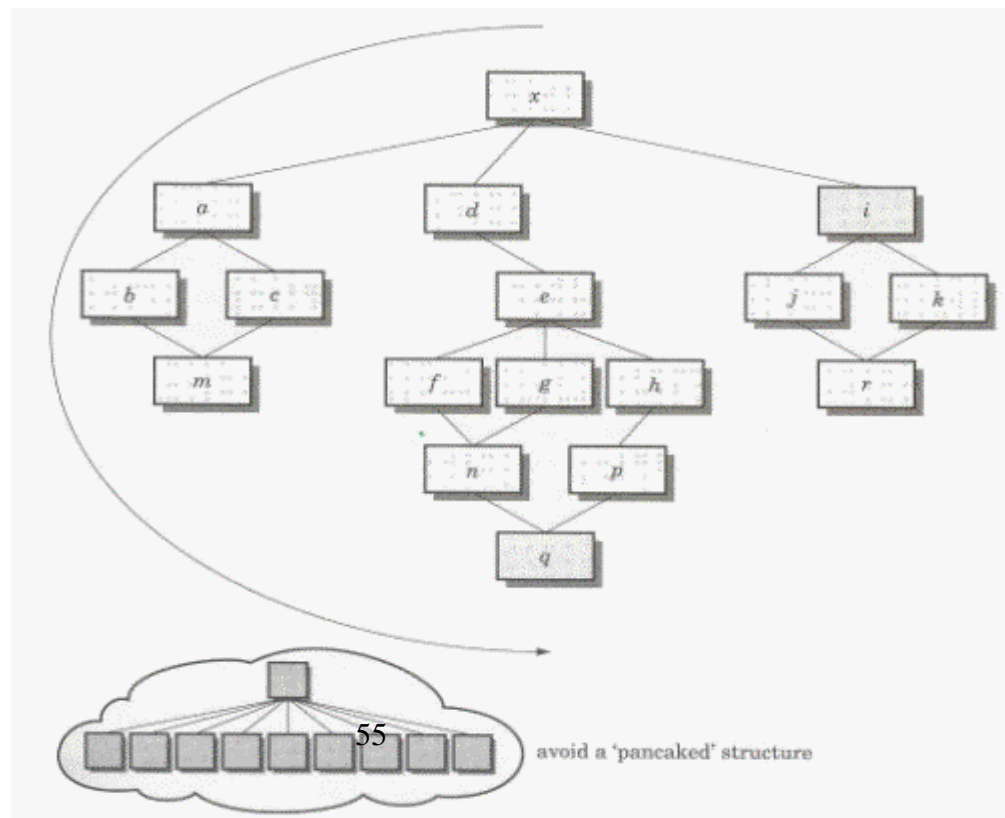 x
a d i
b c e j k
m f g h r
n p
q
55
avoid a 'pancaked' structure